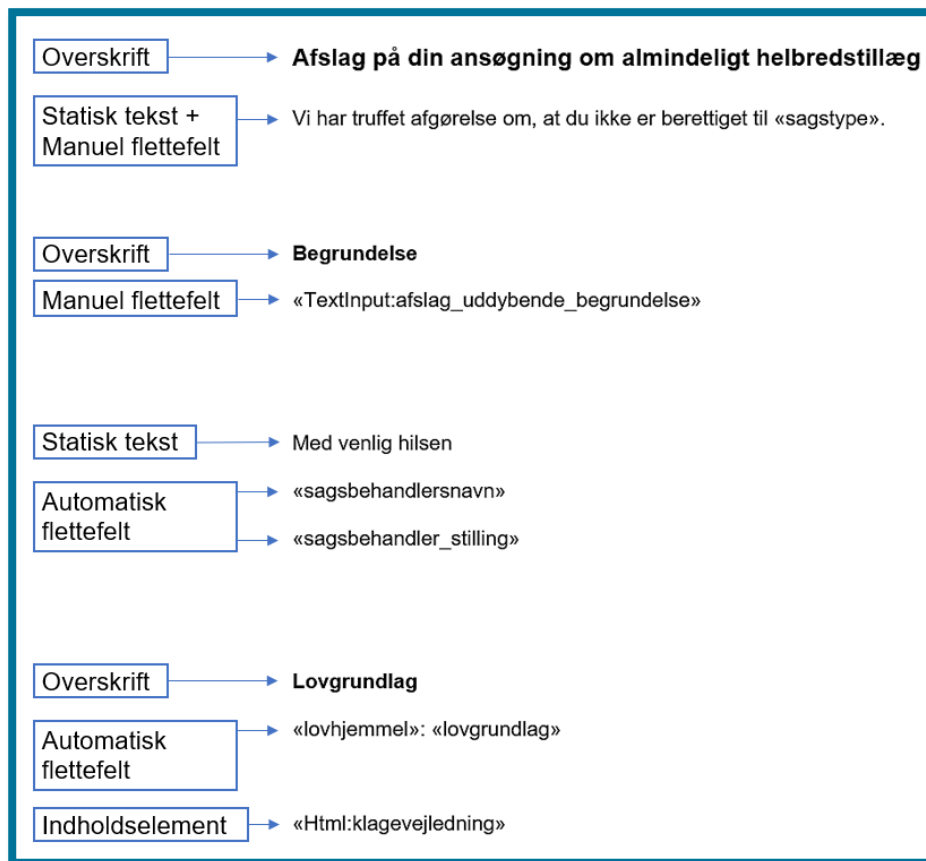 Overskrift
Afslag på din ansøgning om almindeligt helbredstillæg
Statisk tekst +
Manuel flettefelt
Vi har truffet afgørelse om, at du ikke er berettiget til «sagstype».
Overskrift
Begrundelse
Manuel flettefelt
«TextInput:afslag_uddybende_begrundelse»
Statisk tekst
Med venlig hilsen
Automatisk
flettefelt
«sagsbehandlersnavn»
«sagsbehandler_stilling»
Overskrift
Lovgrundlag
Automatisk
flettefelt
«lovhjemmel»: «lovgrundlag»
Indholdselement
«Html:klagevejledning»